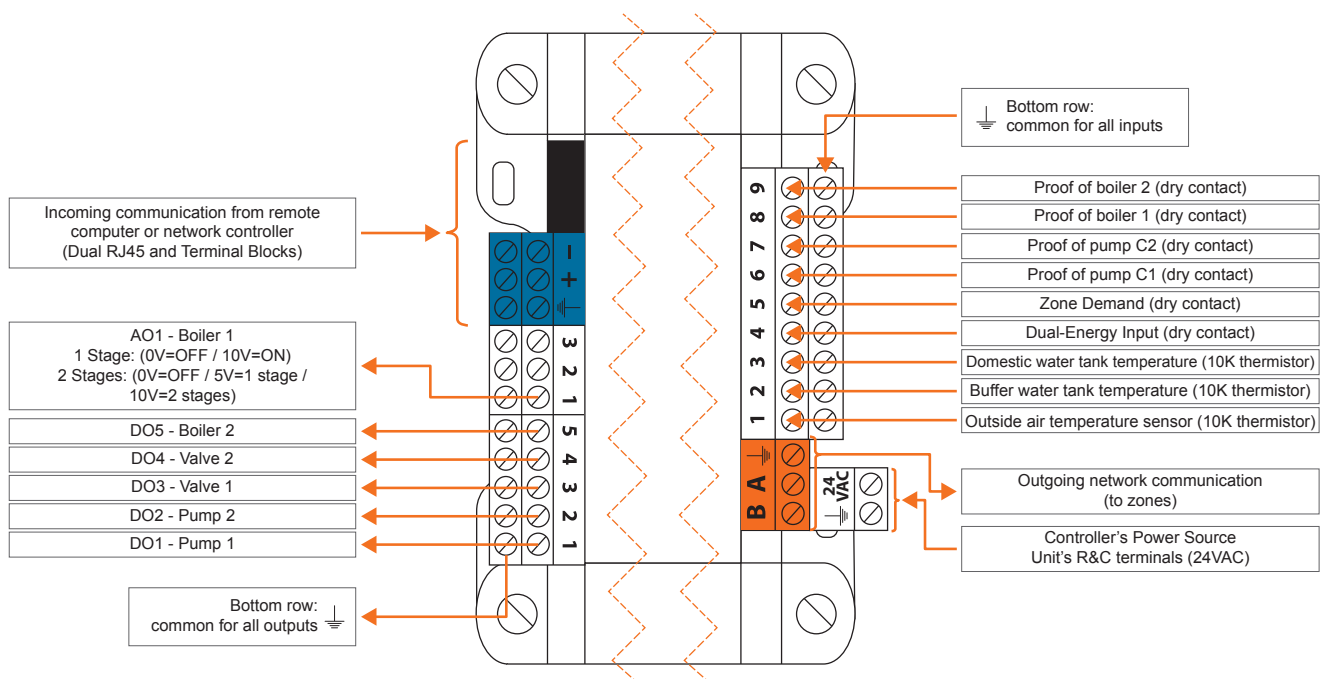 Incoming communication from remote
computer or network controller
(Dual RJ45 and Terminal Blocks)
AO1 - Boiler 1
1 Stage: (0V=OFF / 10V=ON)
2 Stages: (0V=OFF / 5V=1 stage /
10V=2 stages)
DO5 - Boiler 2
DO4 - Valve 2
DO3 - Valve 1
DO2 - Pump 2
DO1 - Pump 1
Bottom row:
common for all outputs
–
+
3
2
1
5
4
3
2
1
9
8
7
6
5
4
3
2
1
A
B
24
VAC
Bottom row:
common for all inputs
Proof of boiler 2 (dry contact)
Proof of boiler 1 (dry contact)
Proof of pump C2 (dry contact)
Proof of pump C1 (dry contact)
Zone Demand (dry contact)
Dual-Energy Input (dry contact)
Domestic water tank temperature (10K thermistor)
Buffer water tank temperature (10K thermistor)
Outside air temperature sensor (10K thermistor)
Outgoing network communication
(to zones)
Controller's Power Source
Unit's R&C terminals (24VAC)